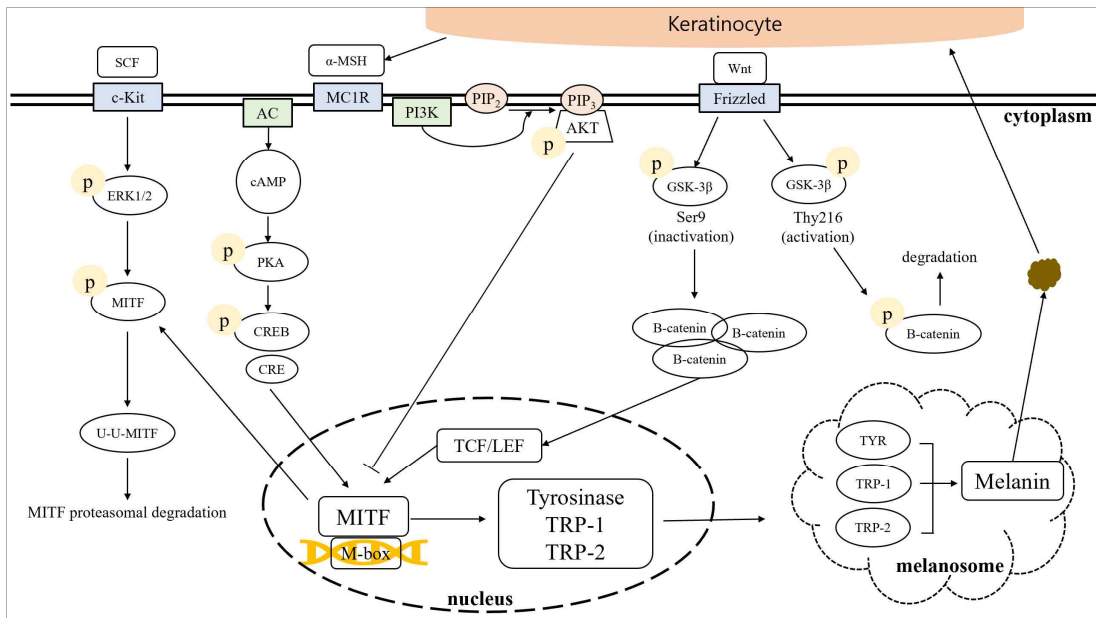 Keratinocyte
SCF
α-MSH
Wnt
c-Kit
AC
MC1R
PI3K
PIP2
PIP3
AKT
p
Frizzled
cytoplasm
p
ERK1/2
cAMP
p
GSK-3β
Ser9
(inactivation)
p
GSK-3β
Thy216
(activation)
p
PKA
degradation
p
MITF
p
CREB
CRE
B-catenin
B-catenin
B-catenin
p
B-catenin
U-U-MITF
MITF proteasomal degradation
TCF/LEF
MITF
M-box
Tyrosinase
TRP-1
TRP-2
nucleus
TYR
TRP-1
TRP-2
Melanin
melanosome